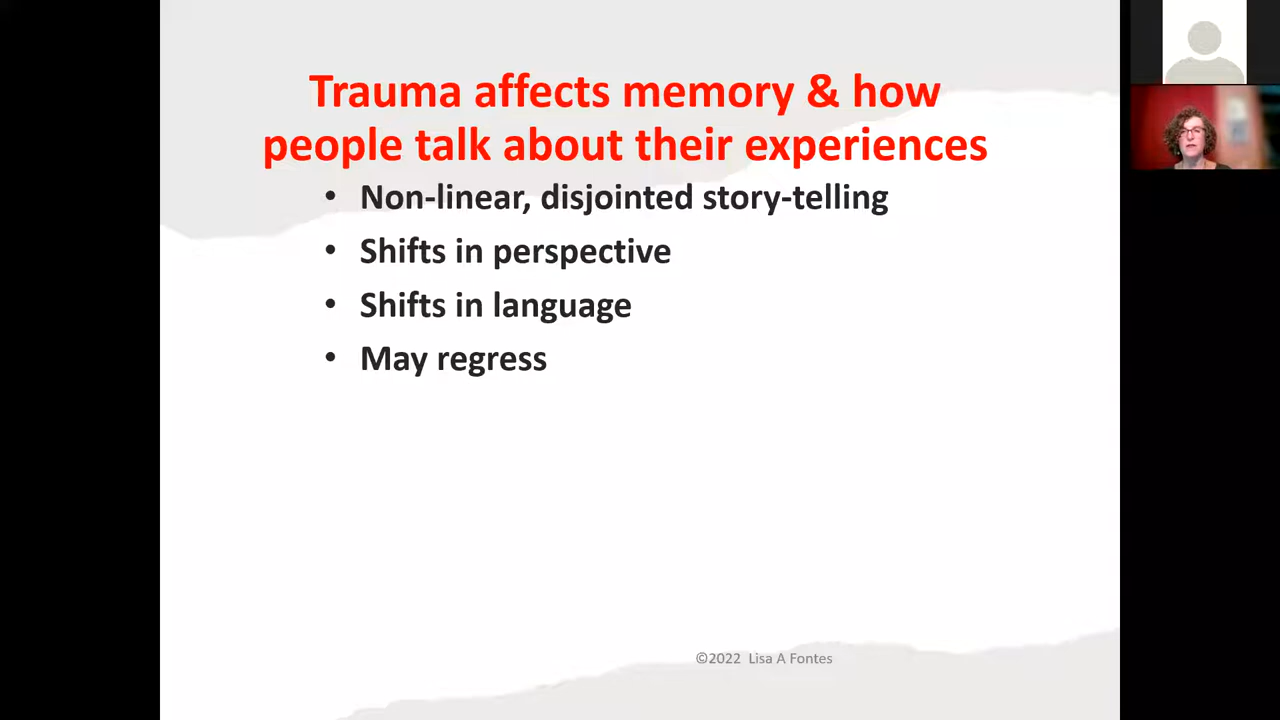 Trauma affects memory & how
people talk about their experiences
• Non-linear, disjointed story-telling
• Shifts in perspective
• Shifts in language
• May regress
©2022 Lisa A Fontes